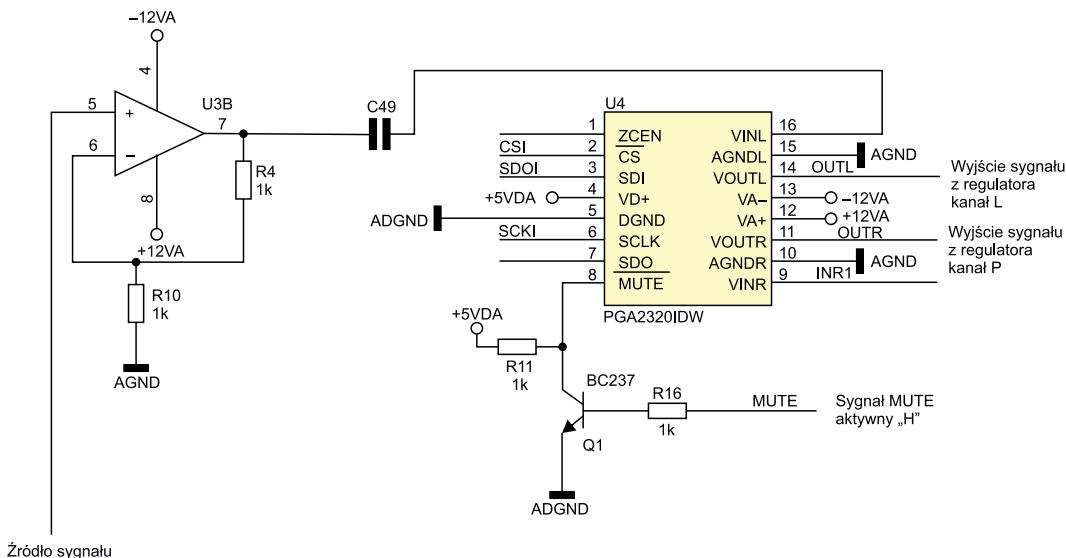 –12VA
4
U3B
5
+
7
6
–
8
+12VA
R4
1k
R10
1k
AGND
Źródło sygnału
C49
U4
1
ZCEN
CSI
2
CS
SDOI
3
SDI
+5VDA
4
VD+
ADGND
5
DGND
SCKI
6
SCLK
7
SDO
8
MUTE
VINL
16
AGNDL
15
AGND
VOUTL
14
OUTL
VA–
13
–12VA
VA+
12
+12VA
VOUTR
11
OUTR
AGNDR
10
AGND
VINR
9
INR1
PGA2320IDW
Wyjście sygnału
z regulatora
kanał L
Wyjście sygnału
z regulatora
kanał P
+5VDA
R11
1k
BC237
Q1
R16
1k
MUTE
Sygnał MUTE
aktywny „H”
ADGND